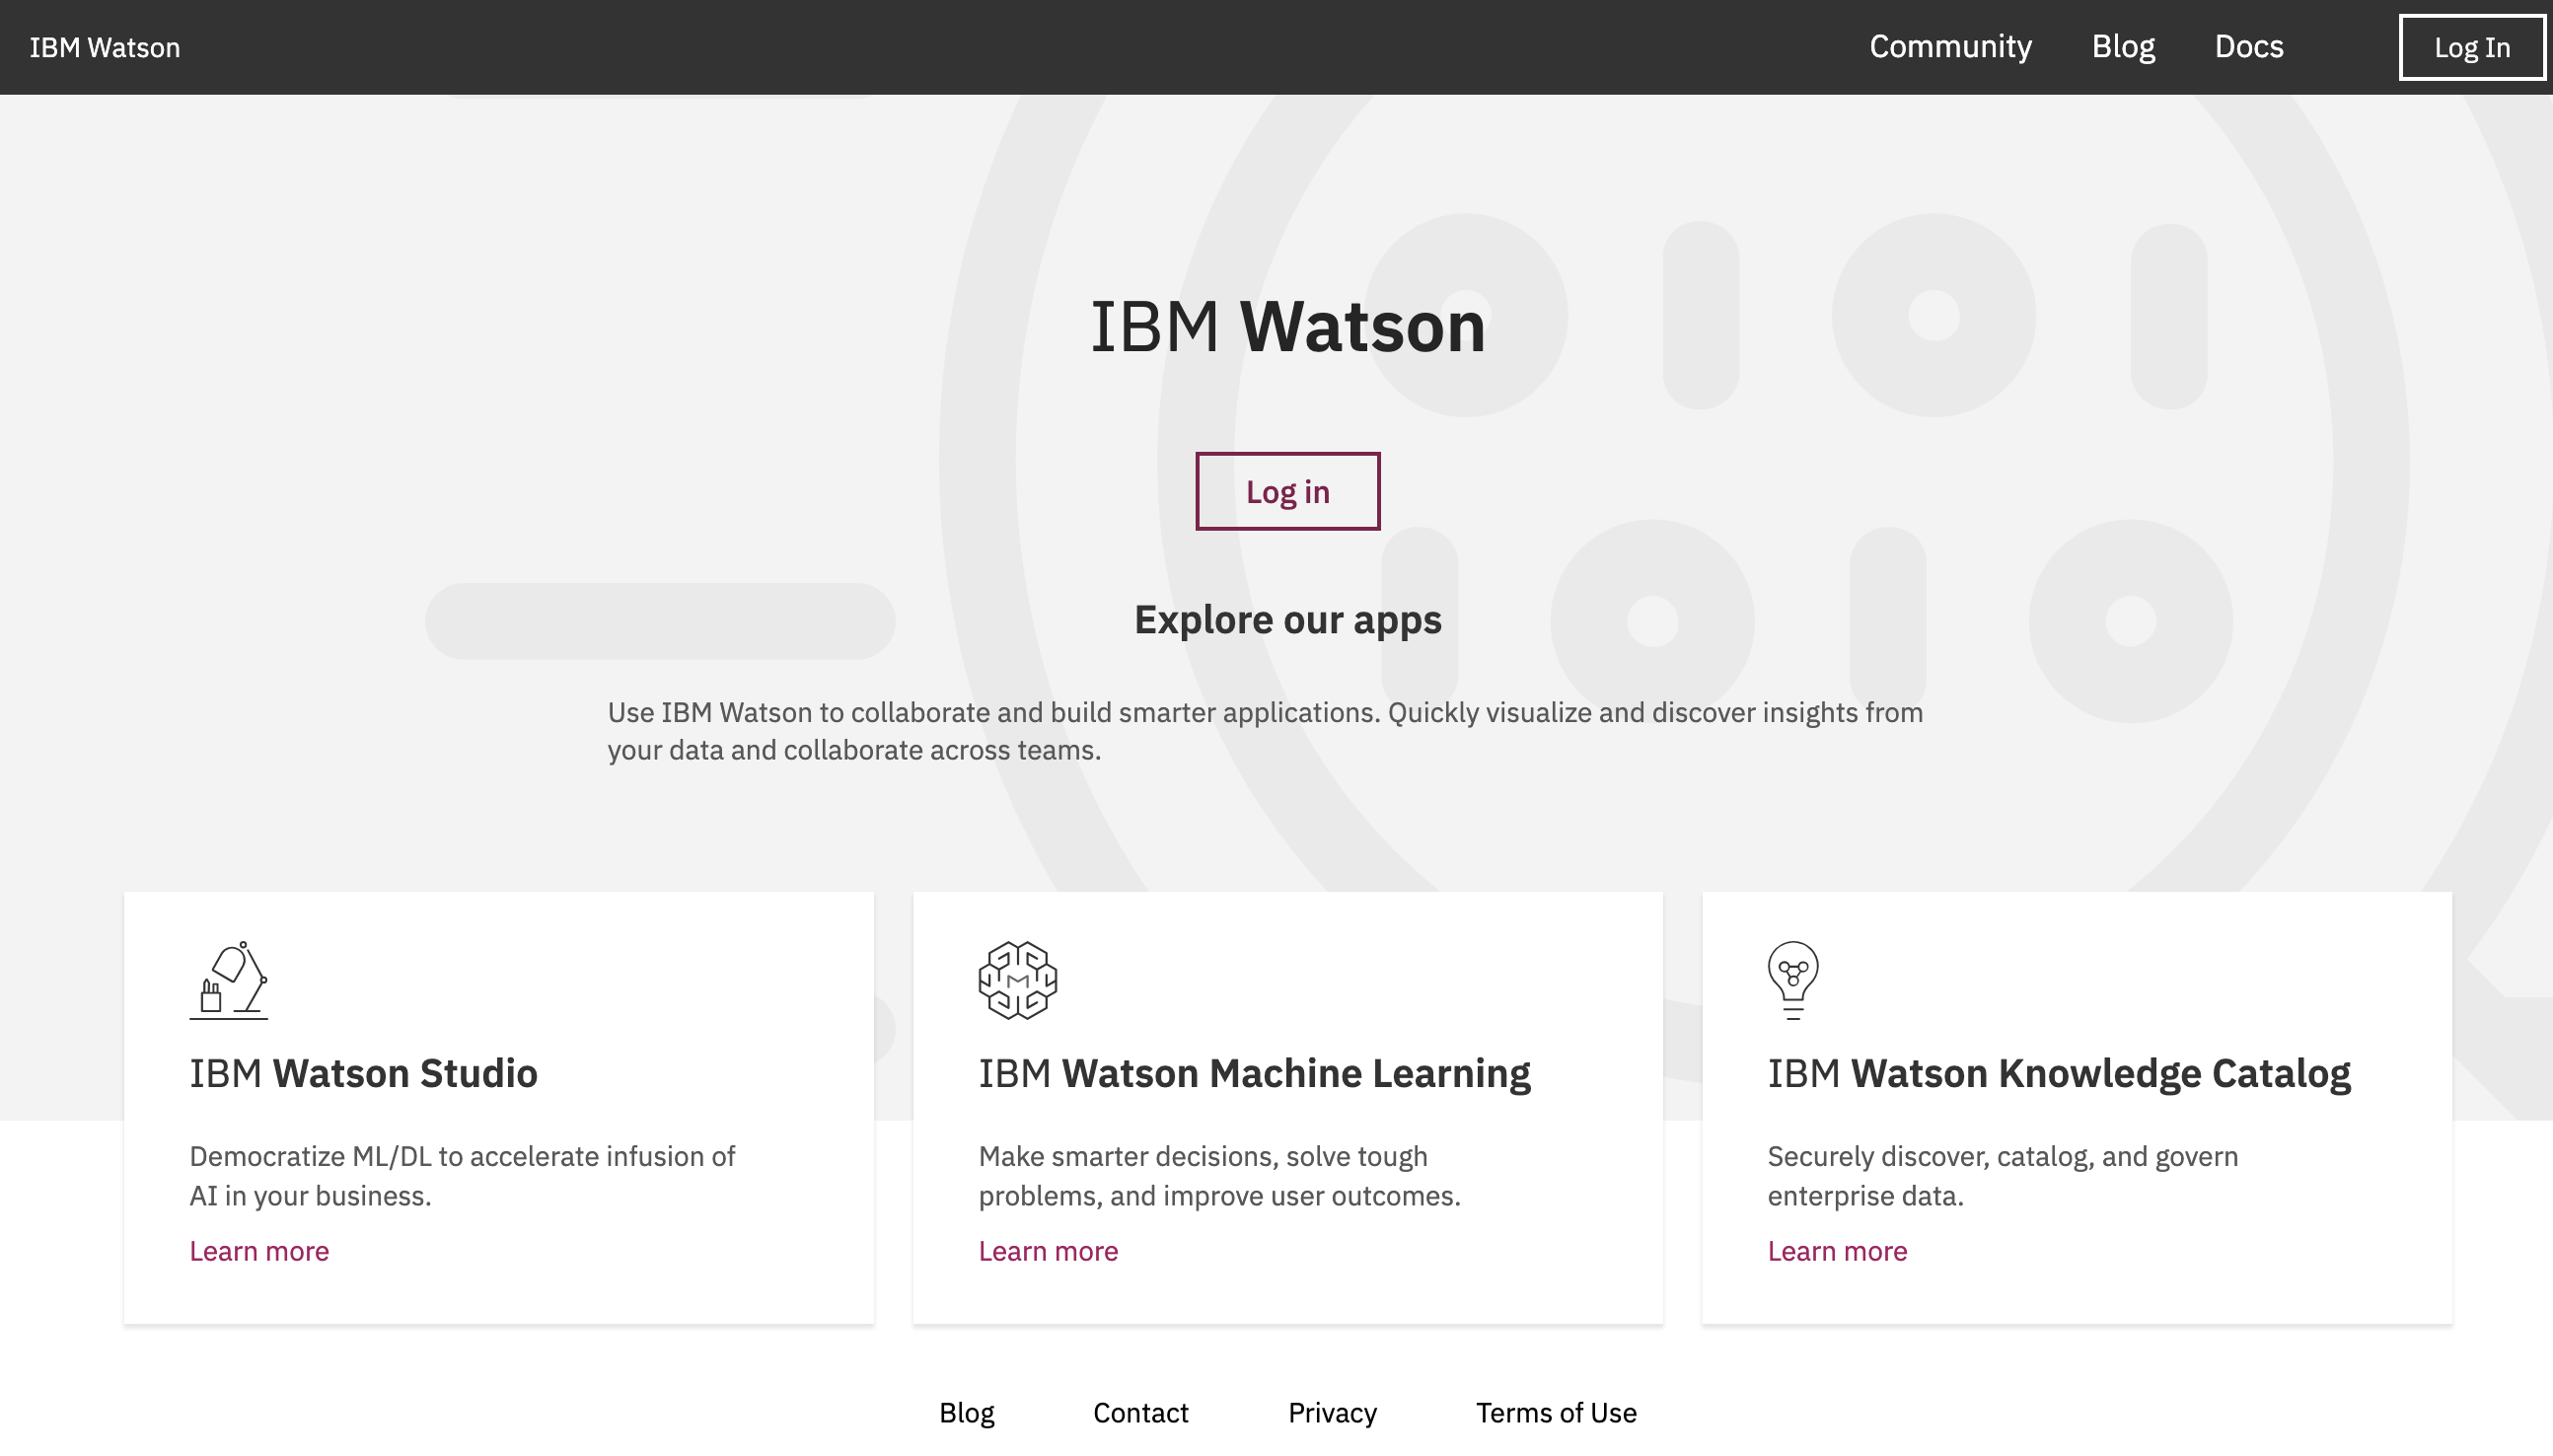 IBM Watson
Community
Blog
Docs
Log In
IBM Watson
Log in
Explore our apps
Use IBM Watson to collaborate and build smarter applications. Quickly visualize and discover insights from
your data and collaborate across teams.
IBM Watson Studio
Democratize ML/DL to accelerate infusion of
AI in your business.
Learn more
M
IBM Watson Machine Learning
Make smarter decisions, solve tough
problems, and improve user outcomes.
Learn more
IBM Watson Knowledge Catalog
Securely discover, catalog, and govern
enterprise data.
Learn more
Blog
Contact
Privacy
Terms of Use